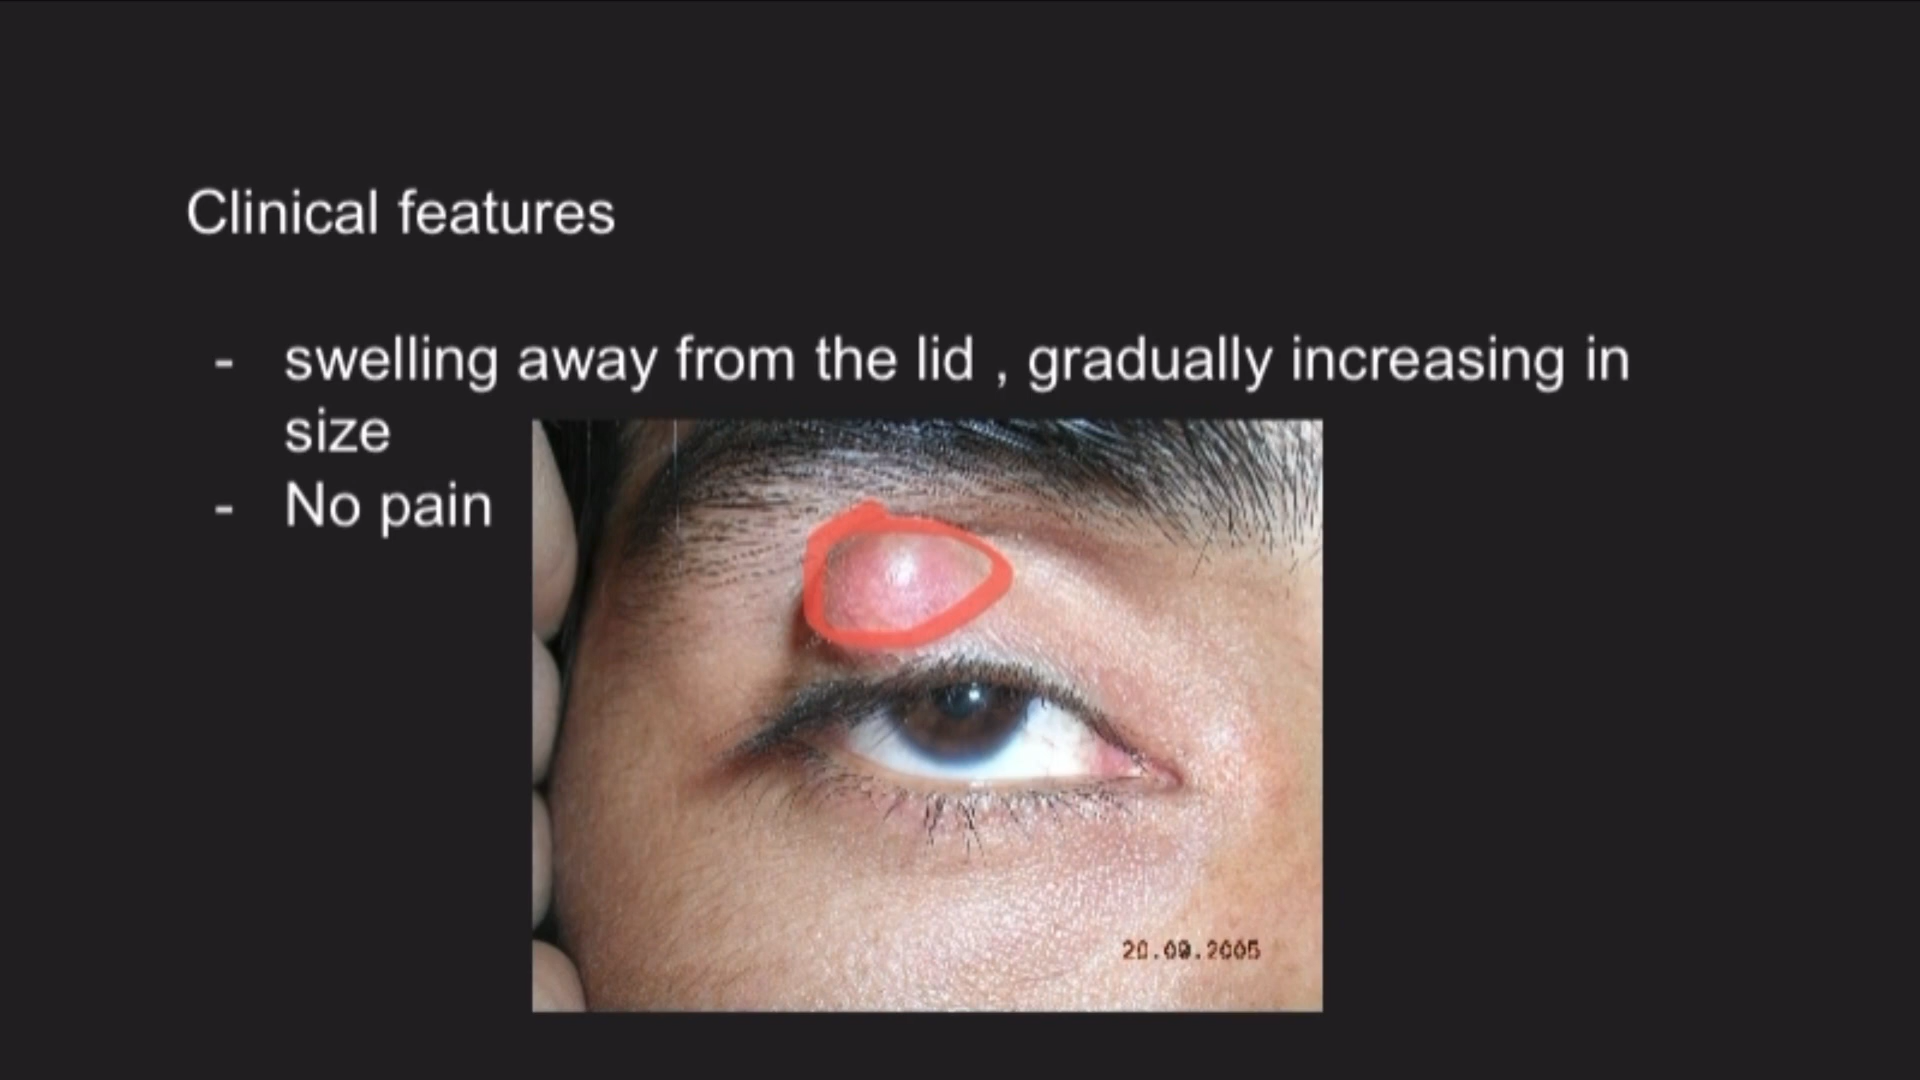 Clinical features
- swelling away from the lid , gradually increasing in
size
- No pain
20.09.2005